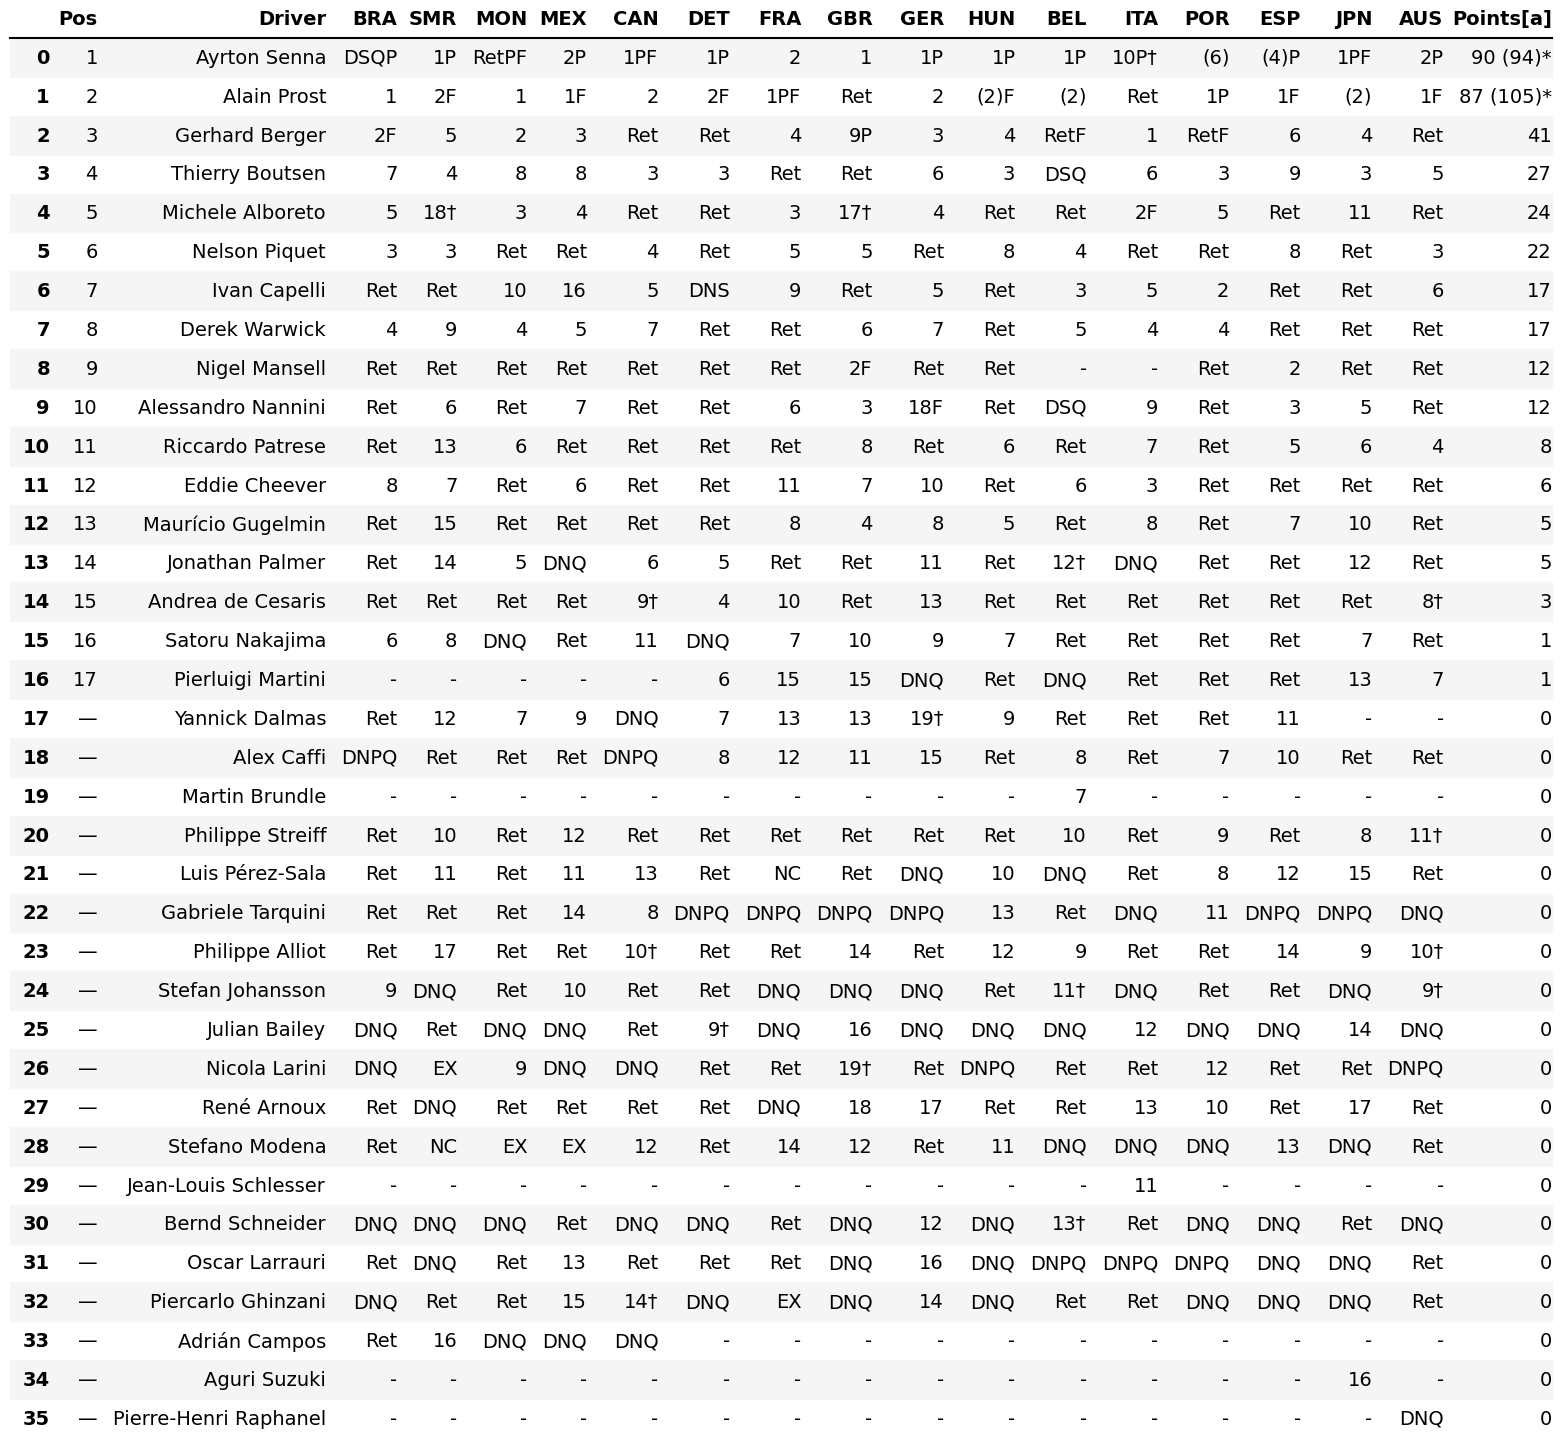 Pos Driver BRA SMR MON MEX CAN DET FRA GBR GER HUN BEL ITA POR ESP JPN AUS Points[a]
0 1 Ayrton Senna DSQP 1P RetPF 2P 1PF 1P 2 1 1P 1P 1P 10P† (6) (4)P 1PF 2P 90 (94)*
1 2 Alain Prost 1 2F 1 1F 2 2F 1PF Ret 2 (2)F (2) Ret 1P 1F (2) 1F 87 (105)*
2 3 Gerhard Berger 2F 5 2 3 Ret Ret 4 9P 3 4 RetF 1 RetF 6 4 Ret 41
3 4 Thierry Boutsen 7 4 8 8 3 3 Ret Ret 6 3 DSQ 6 3 9 3 5 27
4 5 Michele Alboreto 5 18† 3 4 Ret Ret 3 17† 4 Ret Ret 2F 5 Ret 11 Ret 24
5 6 Nelson Piquet 3 3 Ret Ret 4 Ret 5 5 Ret 8 4 Ret Ret 8 Ret 3 22
6 7 Ivan Capelli Ret Ret 10 16 5 DNS 9 Ret 5 Ret 3 5 2 Ret Ret 6 17
7 8 Derek Warwick 4 9 4 5 7 Ret Ret 6 7 Ret 5 4 4 Ret Ret Ret 17
8 9 Nigel Mansell Ret Ret Ret Ret Ret Ret Ret 2F Ret Ret - - Ret 2 Ret Ret 12
9 10 Alessandro Nannini Ret 6 Ret 7 Ret Ret 6 3 18F Ret DSQ 9 Ret 3 5 Ret 12
10 11 Riccardo Patrese Ret 13 6 Ret Ret Ret Ret 8 Ret 6 Ret 7 Ret 5 6 4 8
11 12 Eddie Cheever 8 7 Ret 6 Ret Ret 11 7 10 Ret 6 3 Ret Ret Ret Ret 6
12 13 Maurício Gugelmin Ret 15 Ret Ret Ret Ret 8 4 8 5 Ret 8 Ret 7 10 Ret 5
13 14 Jonathan Palmer Ret 14 5 DNQ 6 5 Ret Ret 11 Ret 12† DNQ Ret Ret 12 Ret 5
14 15 Andrea de Cesaris Ret Ret Ret Ret 9† 4 10 Ret 13 Ret Ret Ret Ret Ret Ret 8† 3
15 16 Satoru Nakajima 6 8 DNQ Ret 11 DNQ 7 10 9 7 Ret Ret Ret Ret 7 Ret 1
16 17 Pierluigi Martini - - - - - 6 15 15 DNQ Ret DNQ Ret Ret Ret 13 7 1
17 — Yannick Dalmas Ret 12 7 9 DNQ 7 13 13 19† 9 Ret Ret Ret 11 - - 0
18 — Alex Caffi DNPQ Ret Ret Ret DNPQ 8 12 11 15 Ret 8 Ret 7 10 Ret Ret 0
19 — Martin Brundle - - - - - - - - - - 7 - - - - - 0
20 — Philippe Streiff Ret 10 Ret 12 Ret Ret Ret Ret Ret Ret 10 Ret 9 Ret 8 11† 0
21 — Luis Pérez-Sala Ret 11 Ret 11 13 Ret NC Ret DNQ 10 DNQ Ret 8 12 15 Ret 0
22 — Gabriele Tarquini Ret Ret Ret 14 8 DNPQ DNPQ DNPQ DNPQ 13 Ret DNQ 11 DNPQ DNPQ DNQ 0
23 — Philippe Alliot Ret 17 Ret Ret 10† Ret Ret 14 Ret 12 9 Ret Ret 14 9 10† 0
24 — Stefan Johansson 9 DNQ Ret 10 Ret Ret DNQ DNQ DNQ Ret 11† DNQ Ret Ret DNQ 9† 0
25 — Julian Bailey DNQ Ret DNQ DNQ Ret 9† DNQ 16 DNQ DNQ DNQ 12 DNQ DNQ 14 DNQ 0
26 — Nicola Larini DNQ EX 9 DNQ DNQ Ret Ret 19† Ret DNPQ Ret Ret 12 Ret Ret DNPQ 0
27 — René Arnoux Ret DNQ Ret Ret Ret Ret DNQ 18 17 Ret Ret 13 10 Ret 17 Ret 0
28 — Stefano Modena Ret NC EX EX 12 Ret 14 12 Ret 11 DNQ DNQ DNQ 13 DNQ Ret 0
29 — Jean-Louis Schlesser - - - - - - - - - - - 11 - - - - 0
30 — Bernd Schneider DNQ DNQ DNQ Ret DNQ DNQ Ret DNQ 12 DNQ 13† Ret DNQ DNQ Ret DNQ 0
31 — Oscar Larrauri Ret DNQ Ret 13 Ret Ret Ret DNQ 16 DNQ DNPQ DNPQ DNPQ DNQ DNQ Ret 0
32 — Piercarlo Ghinzani DNQ Ret Ret 15 14† DNQ EX DNQ 14 DNQ Ret Ret DNQ DNQ DNQ Ret 0
33 — Adrián Campos Ret 16 DNQ DNQ DNQ - - - - - - - - - - - 0
34 — Aguri Suzuki - - - - - - - - - - - - - - 16 - 0
35 — Pierre-Henri Raphanel - - - - - - - - - - - - - - - DNQ 0